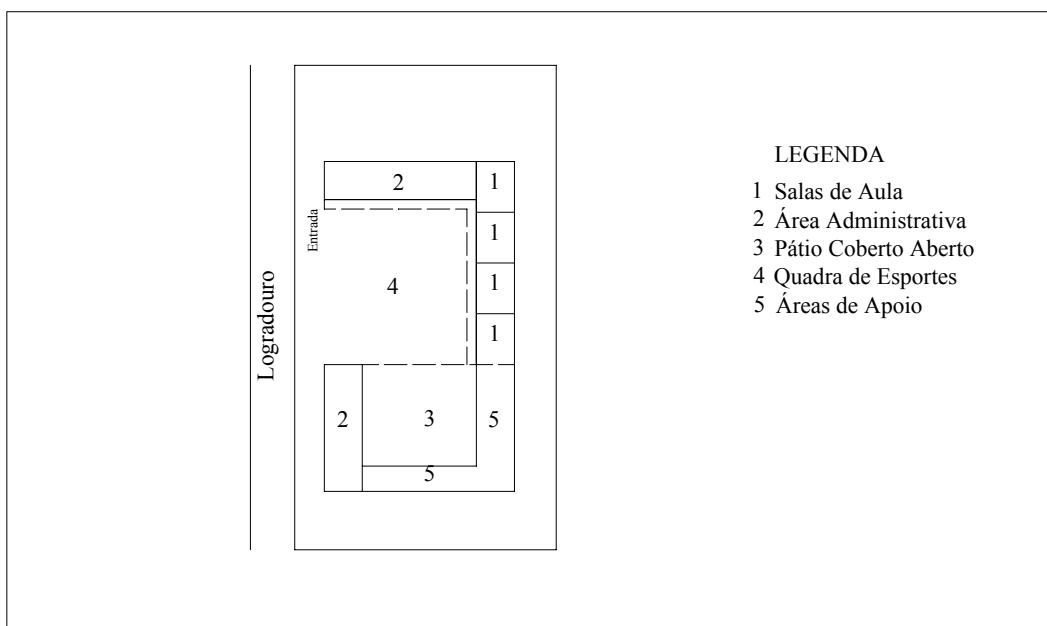 2
1
1
1
1
Entrada
4
Logradouro
2
3
5
5
LEGENDA
1 Salas de Aula
2 Área Administrativa
3 Pátio Coberto Aberto
4 Quadra de Esportes
5 Áreas de Apoio